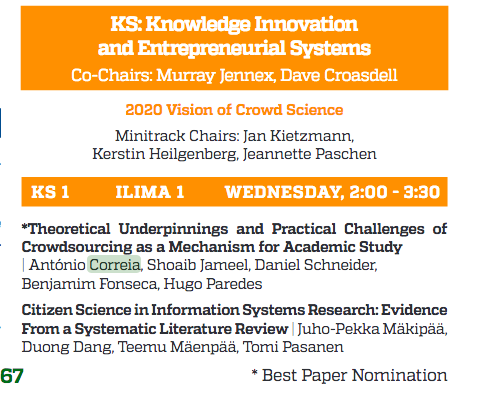 KS: Knowledge Innovation
and Entrepreneurial Systems
Co-Chairs: Murray Jennex, Dave Croasdell
2020 Vision of Crowd Science
Minitrack Chairs: Jan Kietzmann,
Kerstin Heilgenberg, Jeannette Paschen
KS 1 ILIMA 1 WEDNESDAY, 2:00 - 3:30
*Theoretical Underpinnings and Practical Challenges of
Crowdsourcing as a Mechanism for Academic Study
| António Correia, Shoaib Jameel, Daniel Schneider,
Benjamim Fonseca, Hugo Paredes
Citizen Science in Information Systems Research: Evidence
From a Systematic Literature Review | Juho-Pekka Mäkipää,
Duong Dang, Teemu Mäenpää, Tomi Pasanen
67 * Best Paper Nomination